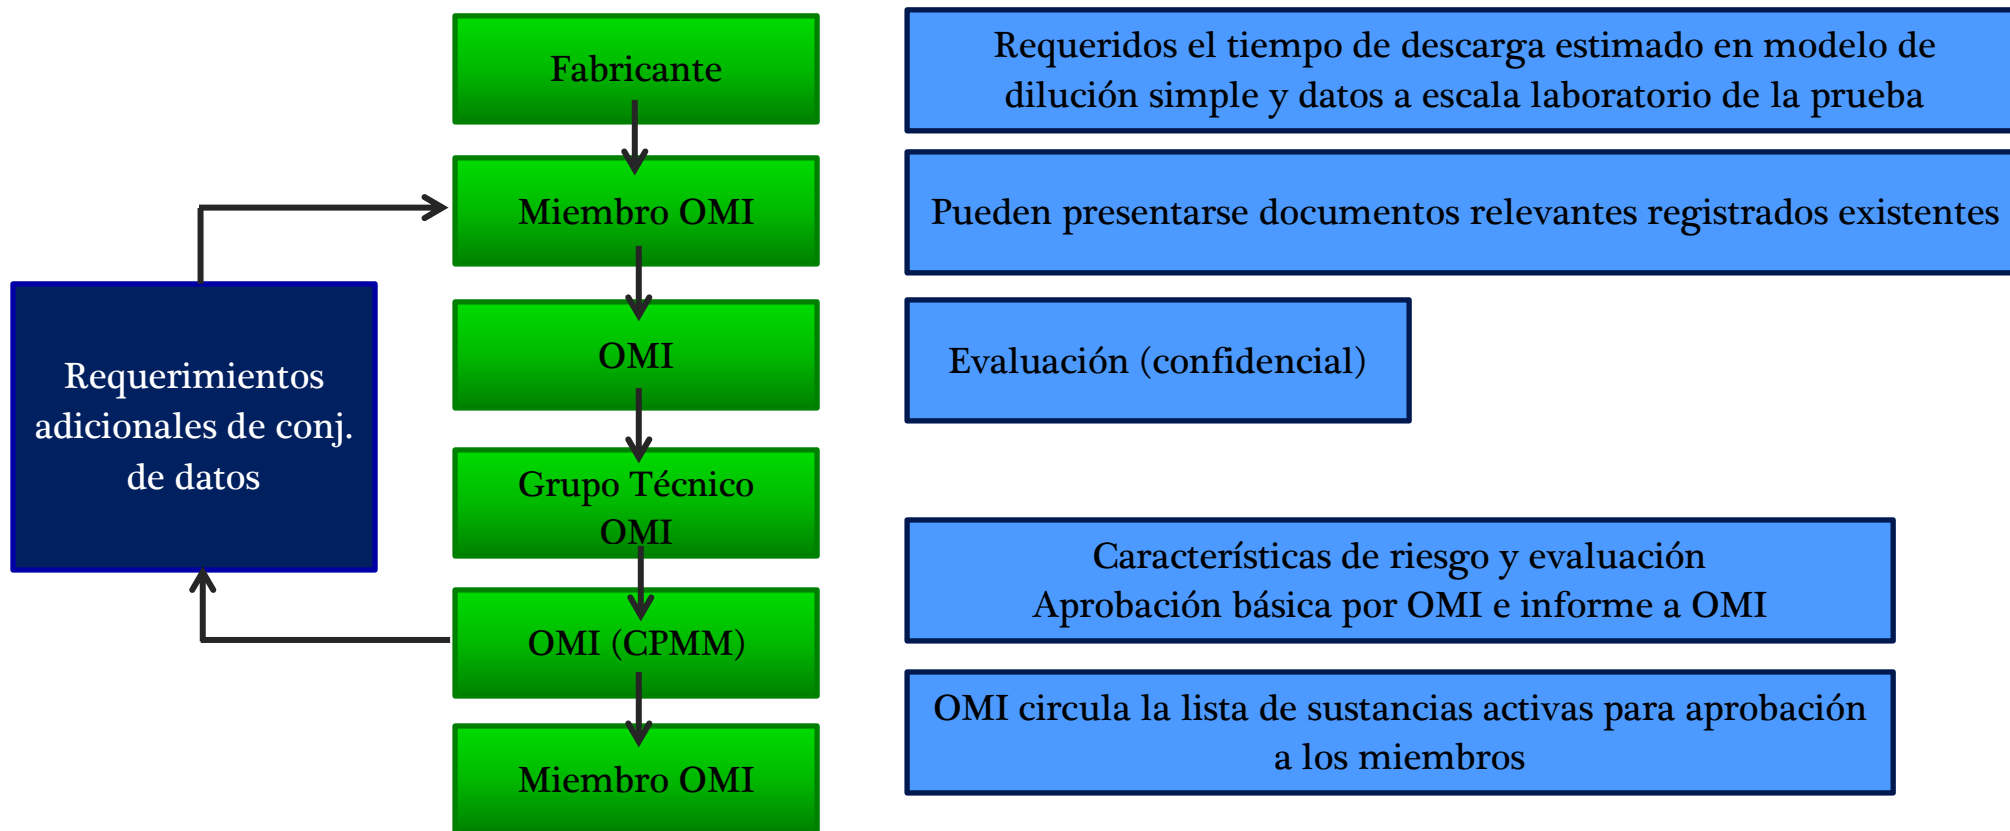 Fabricante
Requeridos el tiempo de descarga estimado en modelo de
dilución simple y datos a escala laboratorio de la prueba
Miembro OMI
Pueden presentarse documentos relevantes registrados existentes
OMI
Evaluación (confidencial)
Requerimientos
adicionales de conj.
de datos
Grupo Técnico
OMI
Características de riesgo y evaluación
Aprobación básica por OMI e informe a OMI
OMI (CPMM)
OMI circula la lista de sustancias activas para aprobación
a los miembros
Miembro OMI